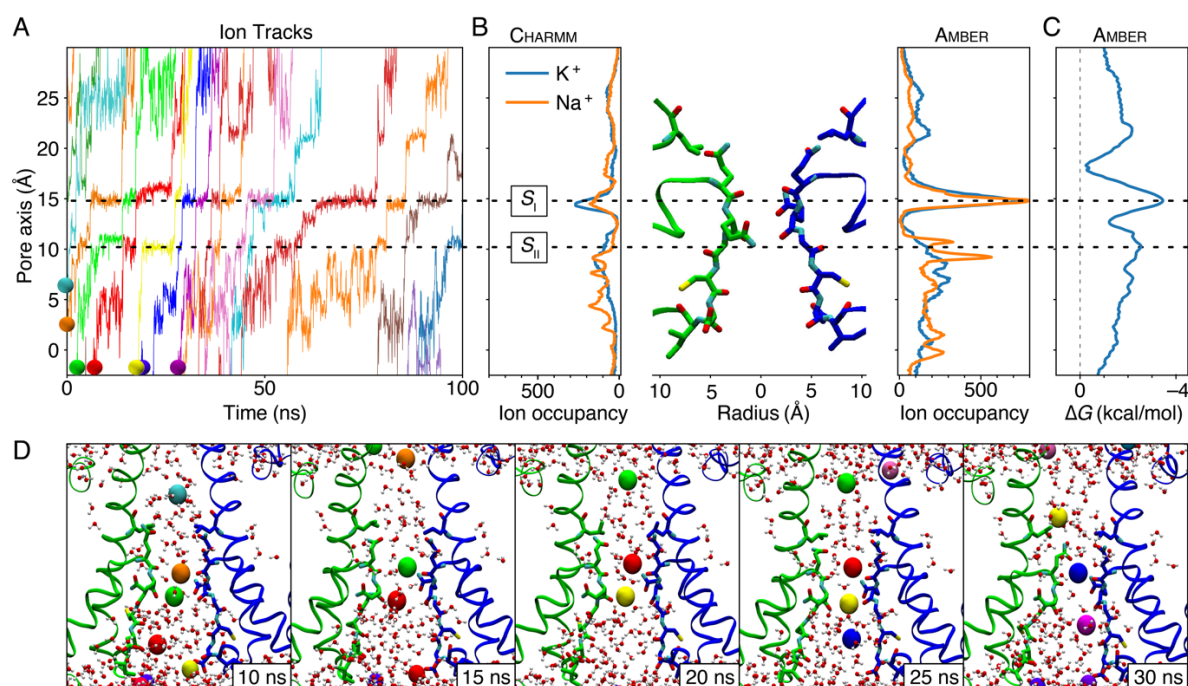 A
Ion Tracks
Pore axis (Å)
25
20
15
10
5
0
0
50
100
Time (ns)
B
CHARMM
K+
Na+
SI
SII
500
0
Ion occupancy
10
5
0
5
10
Radius (Å)
AMBER
0
500
Ion occupancy
C
AMBER
0
−4
ΔG (kcal/mol)
D
10 ns
15 ns
20 ns
25 ns
30 ns